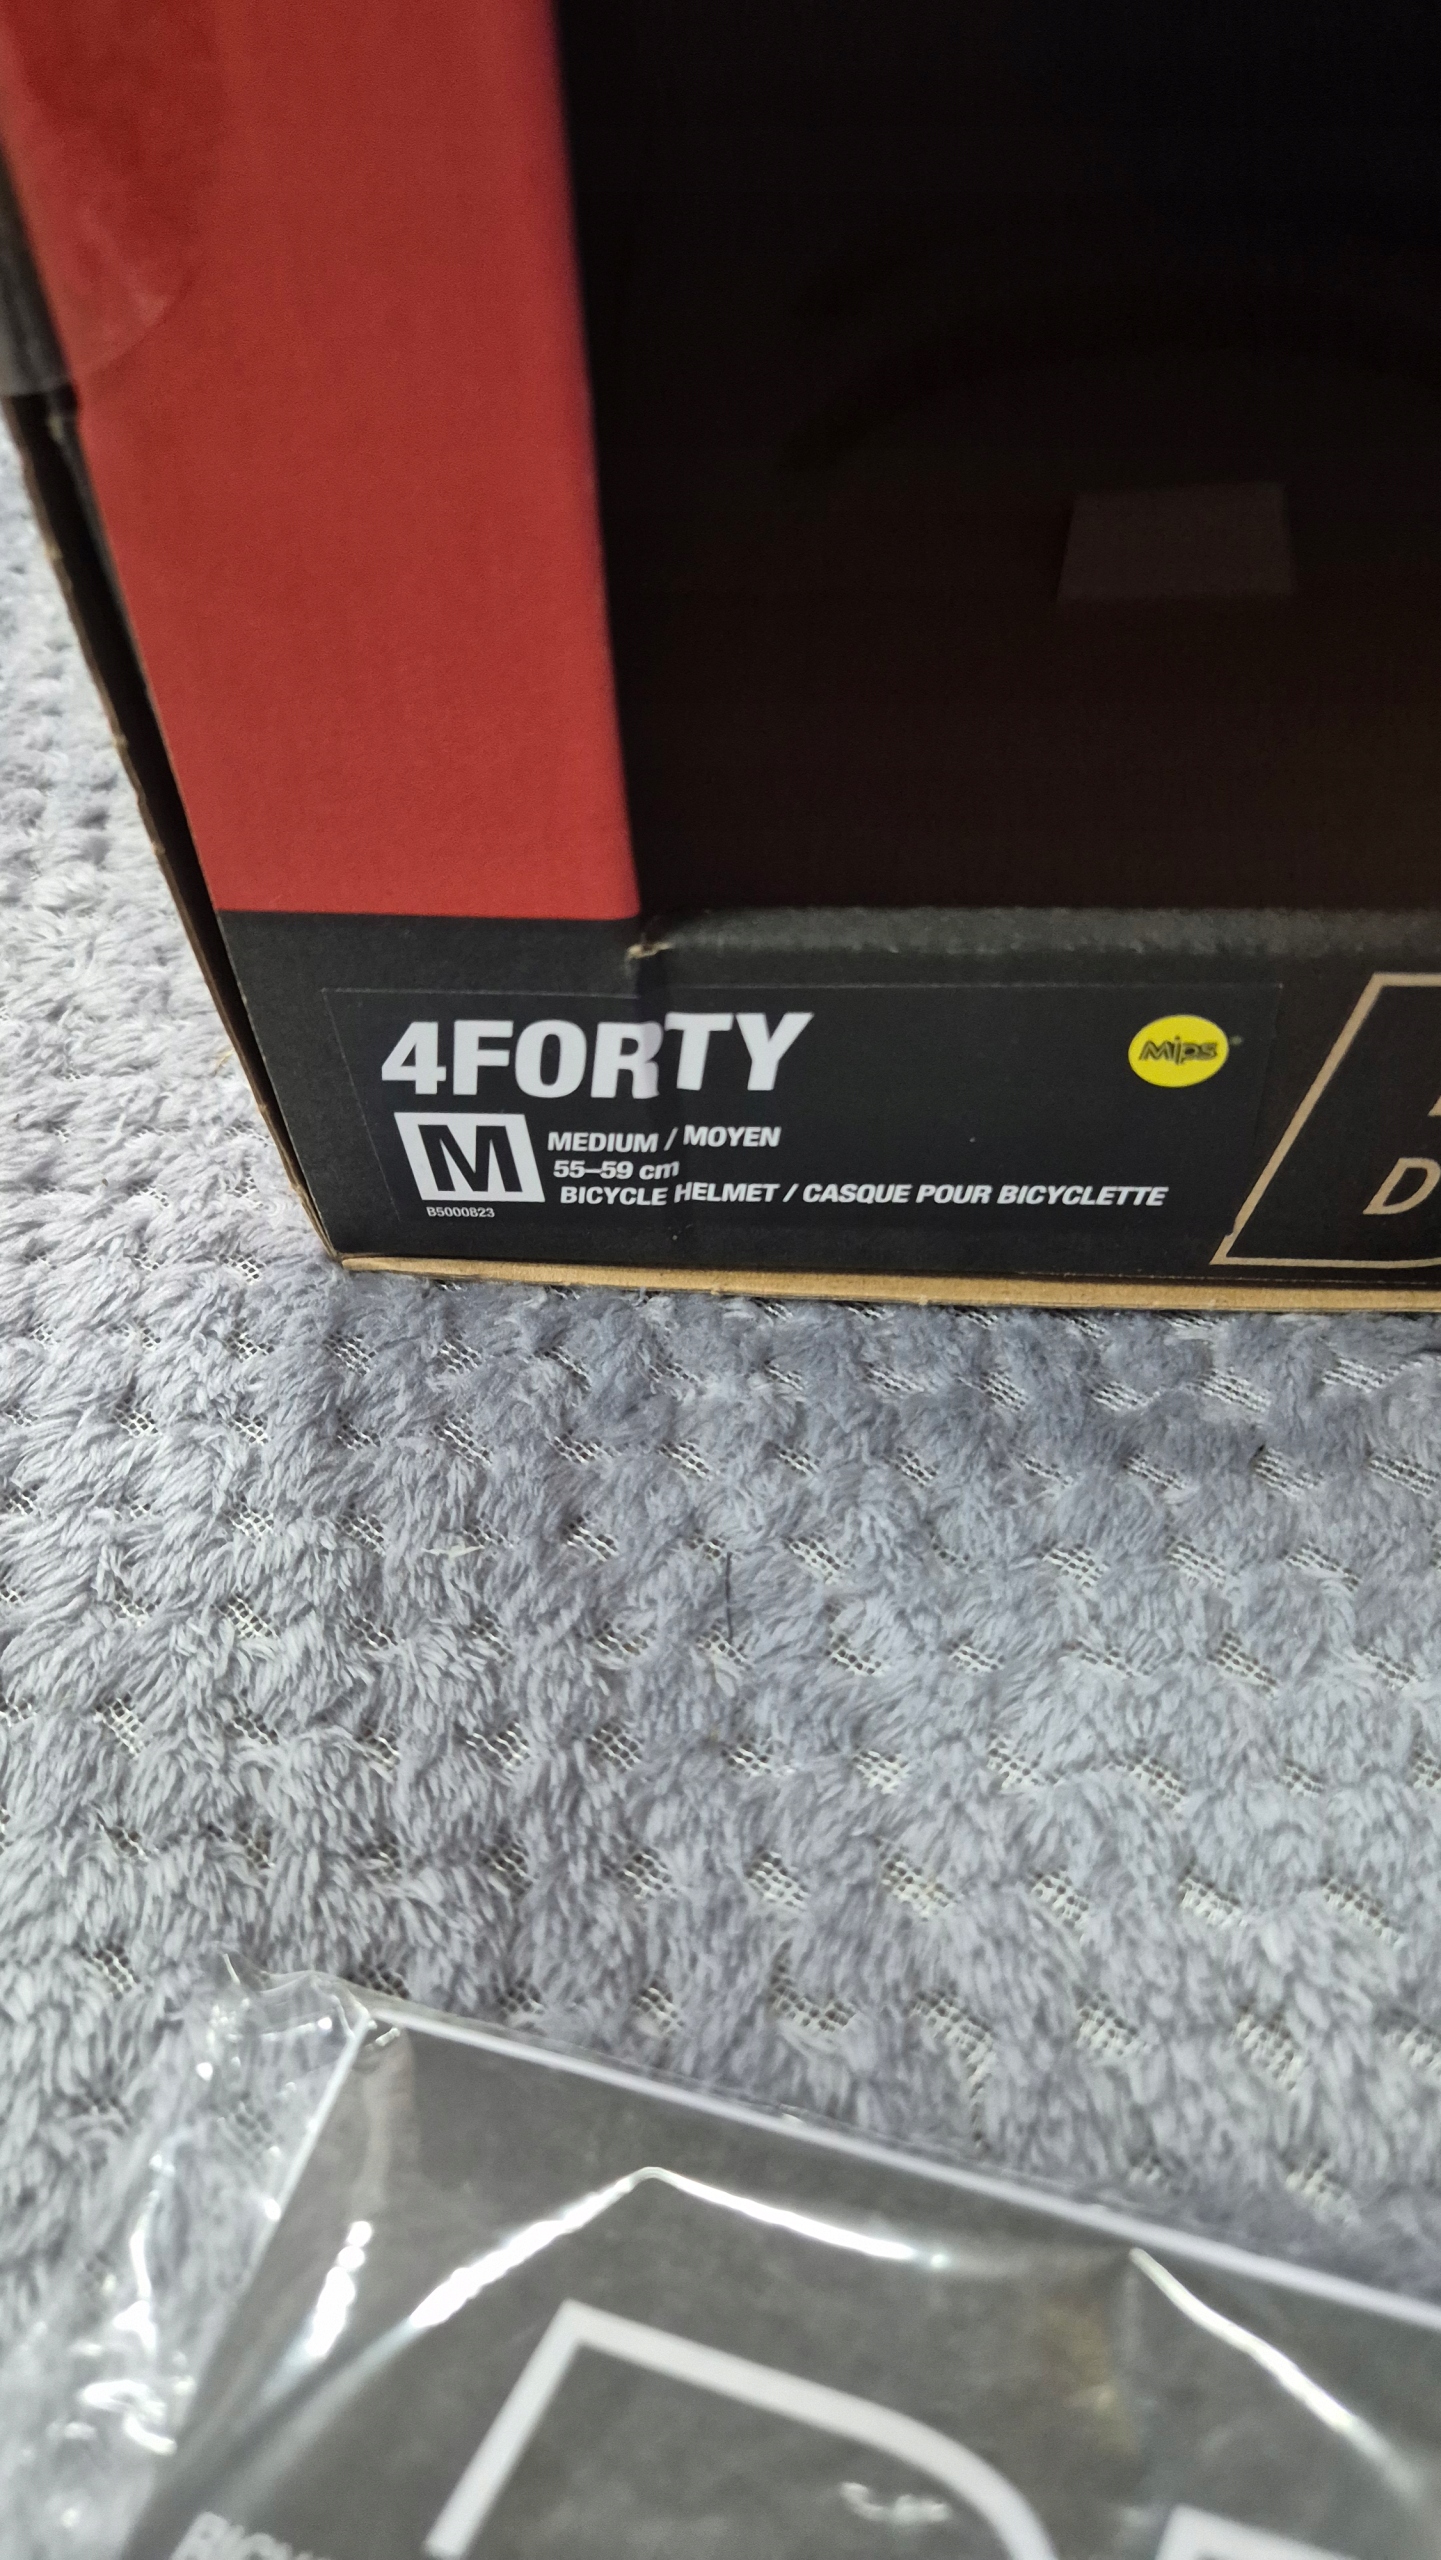 4FORTY
Mips
M
MEDIUM / MOYEN
55–59 cm
BICYCLE HELMET / CASQUE POUR BICYCLETTE
B5000823
D